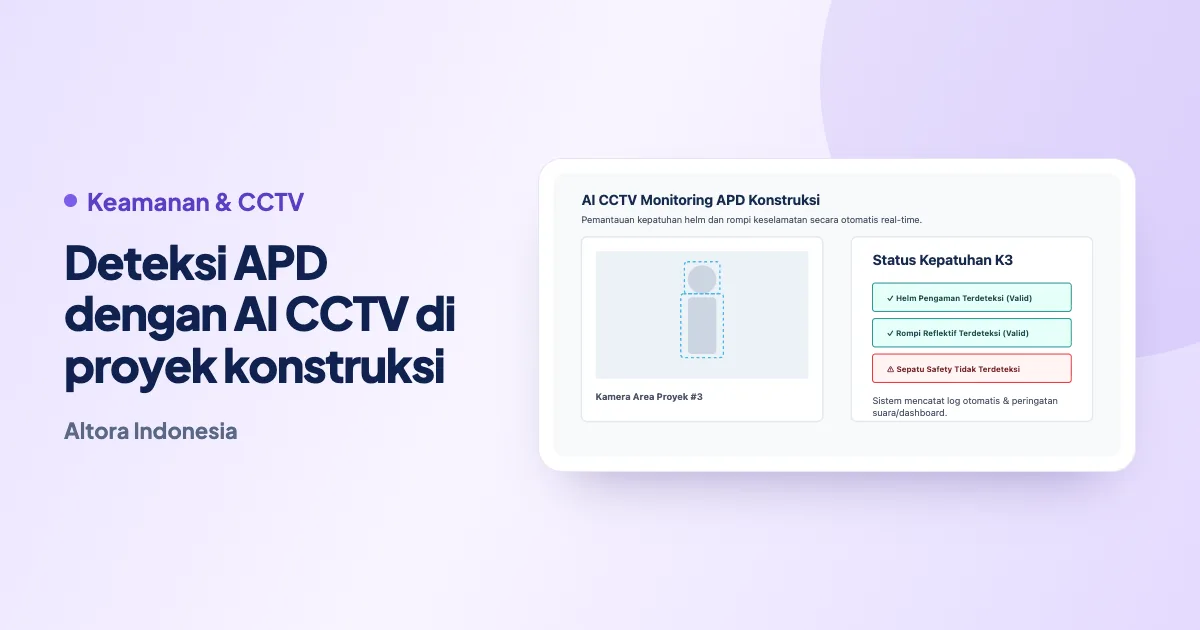 Keamanan & CCTV
Deteksi APD
dengan AI CCTV di
proyek konstruksi
Altora Indonesia
AI CCTV Monitoring APD Konstruksi
Pemantauan kepatuhan helm dan rompi keselamatan secara otomatis real-time.
Kamera Area Proyek #3
Status Kepatuhan K3
✓ Helm Pengaman Terdeteksi (Valid)
✓ Rompi Reflektif Terdeteksi (Valid)
⚠ Sepatu Safety Tidak Terdeteksi
Sistem mencatat log otomatis & peringatan
suara/dashboard.